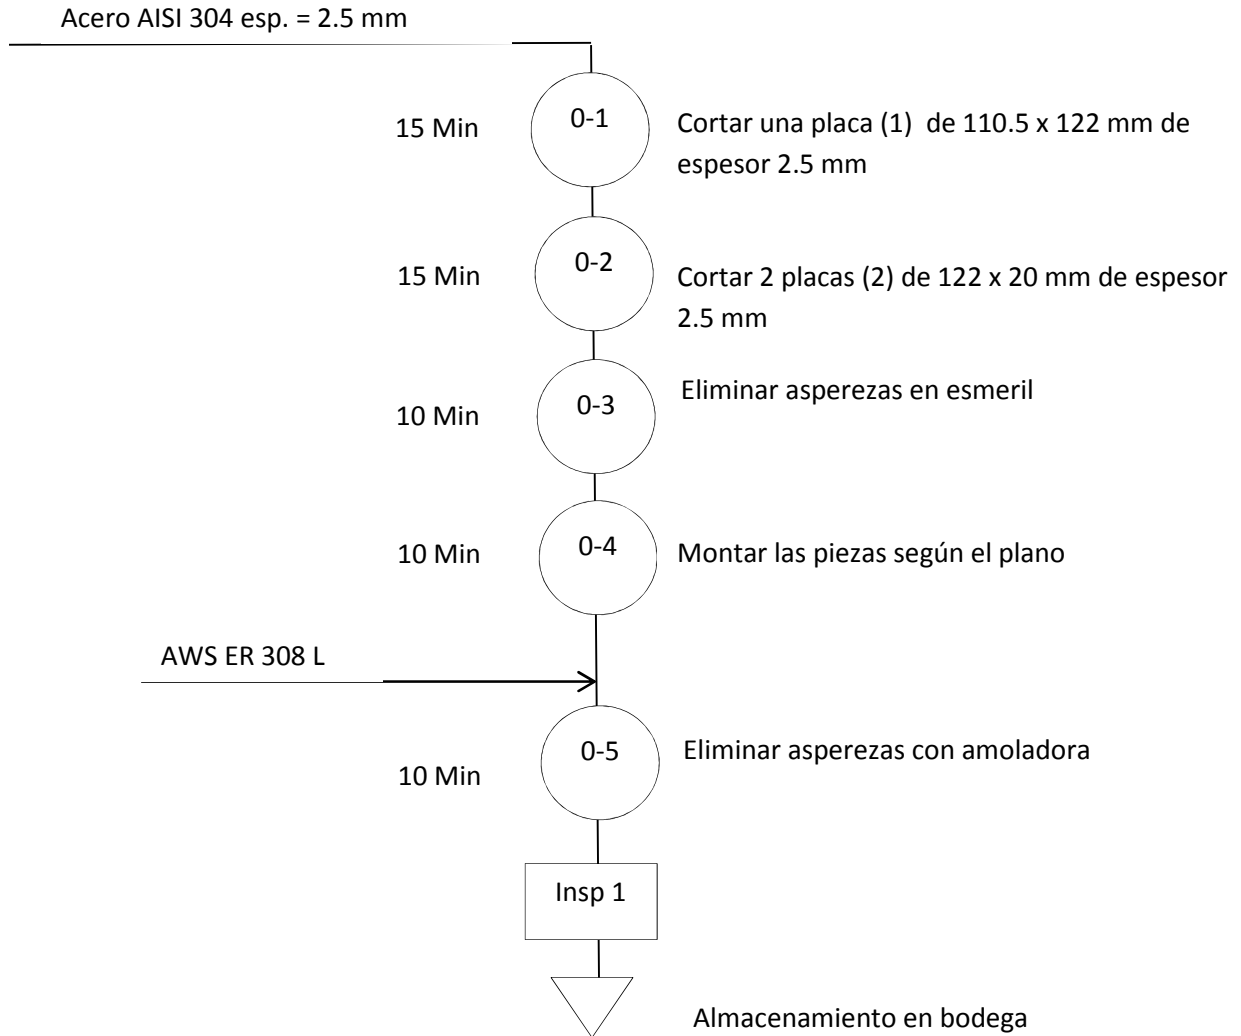 Acero AISI 304 esp. = 2.5 mm
15 Min
0-1
Cortar una placa (1)  de 110.5 x 122 mm de
espesor 2.5 mm
15 Min
0-2
Cortar 2 placas (2) de 122 x 20 mm de espesor
2.5 mm
10 Min
0-3
Eliminar asperezas en esmeril
10 Min
0-4
Montar las piezas según el plano
AWS ER 308 L
10 Min
0-5
Eliminar asperezas con amoladora
Insp 1
Almacenamiento en bodega